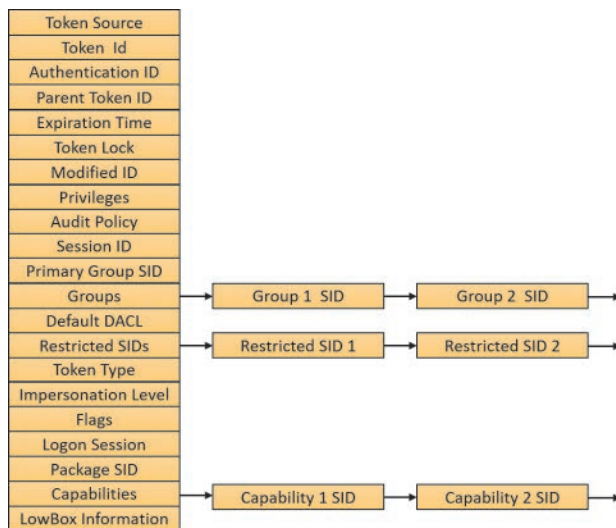 Token Source
Token Id
Authentication ID
Parent Token ID
Expiration Time
Token Lock
Modified ID
Privileges
Audit Policy
Session ID
Primary Group SID
Groups Group 1 SID Group 2 SID
Default DACL
Restricted SIDs Restricted SID 1 Restricted SID 2
Token Type
Impersonation Level
Flags
Logon Session
Package SID
Capabilities Capability 1 SID Capability 2 SID
LowBox Information